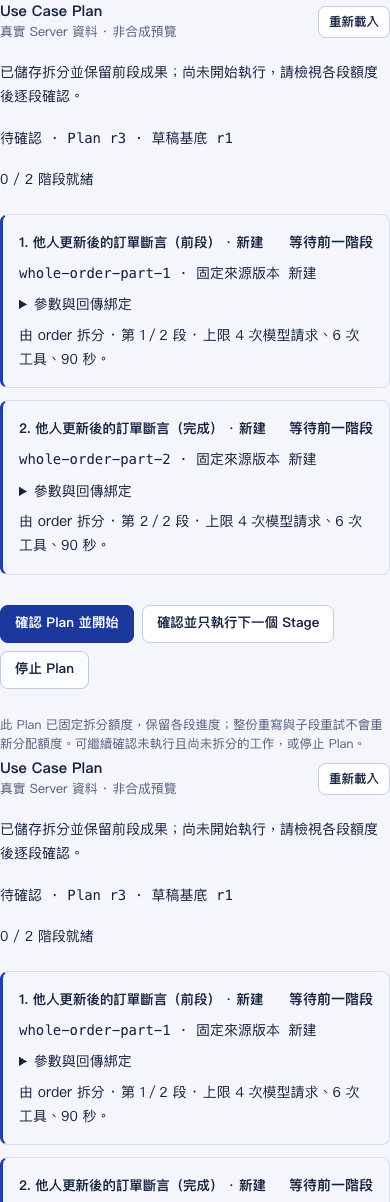 Use Case Plan
重新載入
真實 Server 資料 · 非合成預覽
已儲存拆分並保留前段成果；尚未開始執行，請檢視各段額度
後逐段確認。
待確認 · Plan r3 · 草稿基底 r1
0 / 2 階段就緒
1. 他人更新後的訂單斷言（前段） · 新建 等待前一階段
whole-order-part-1 · 固定來源版本 新建
▶ 參數與回傳綁定
由 order 拆分 · 第 1 / 2 段 · 上限 4 次模型請求、6 次
工具、90 秒。
2. 他人更新後的訂單斷言（完成） · 新建 等待前一階段
whole-order-part-2 · 固定來源版本 新建
▶ 參數與回傳綁定
由 order 拆分 · 第 2 / 2 段 · 上限 4 次模型請求、6 次
工具、90 秒。
確認 Plan 並開始
確認並只執行下一個 Stage
停止 Plan
此 Plan 已固定拆分額度，保留各段進度；整份重寫與子段重試不會重
新分配額度。可繼續確認未執行且尚未拆分的工作，或停止 Plan。
Use Case Plan
重新載入
真實 Server 資料 · 非合成預覽
已儲存拆分並保留前段成果；尚未開始執行，請檢視各段額度
後逐段確認。
待確認 · Plan r3 · 草稿基底 r1
0 / 2 階段就緒
1. 他人更新後的訂單斷言（前段） · 新建 等待前一階段
whole-order-part-1 · 固定來源版本 新建
▶ 參數與回傳綁定
由 order 拆分 · 第 1 / 2 段 · 上限 4 次模型請求、6 次
工具、90 秒。
2. 他人更新後的訂單斷言（完成） · 新建 等待前一階段